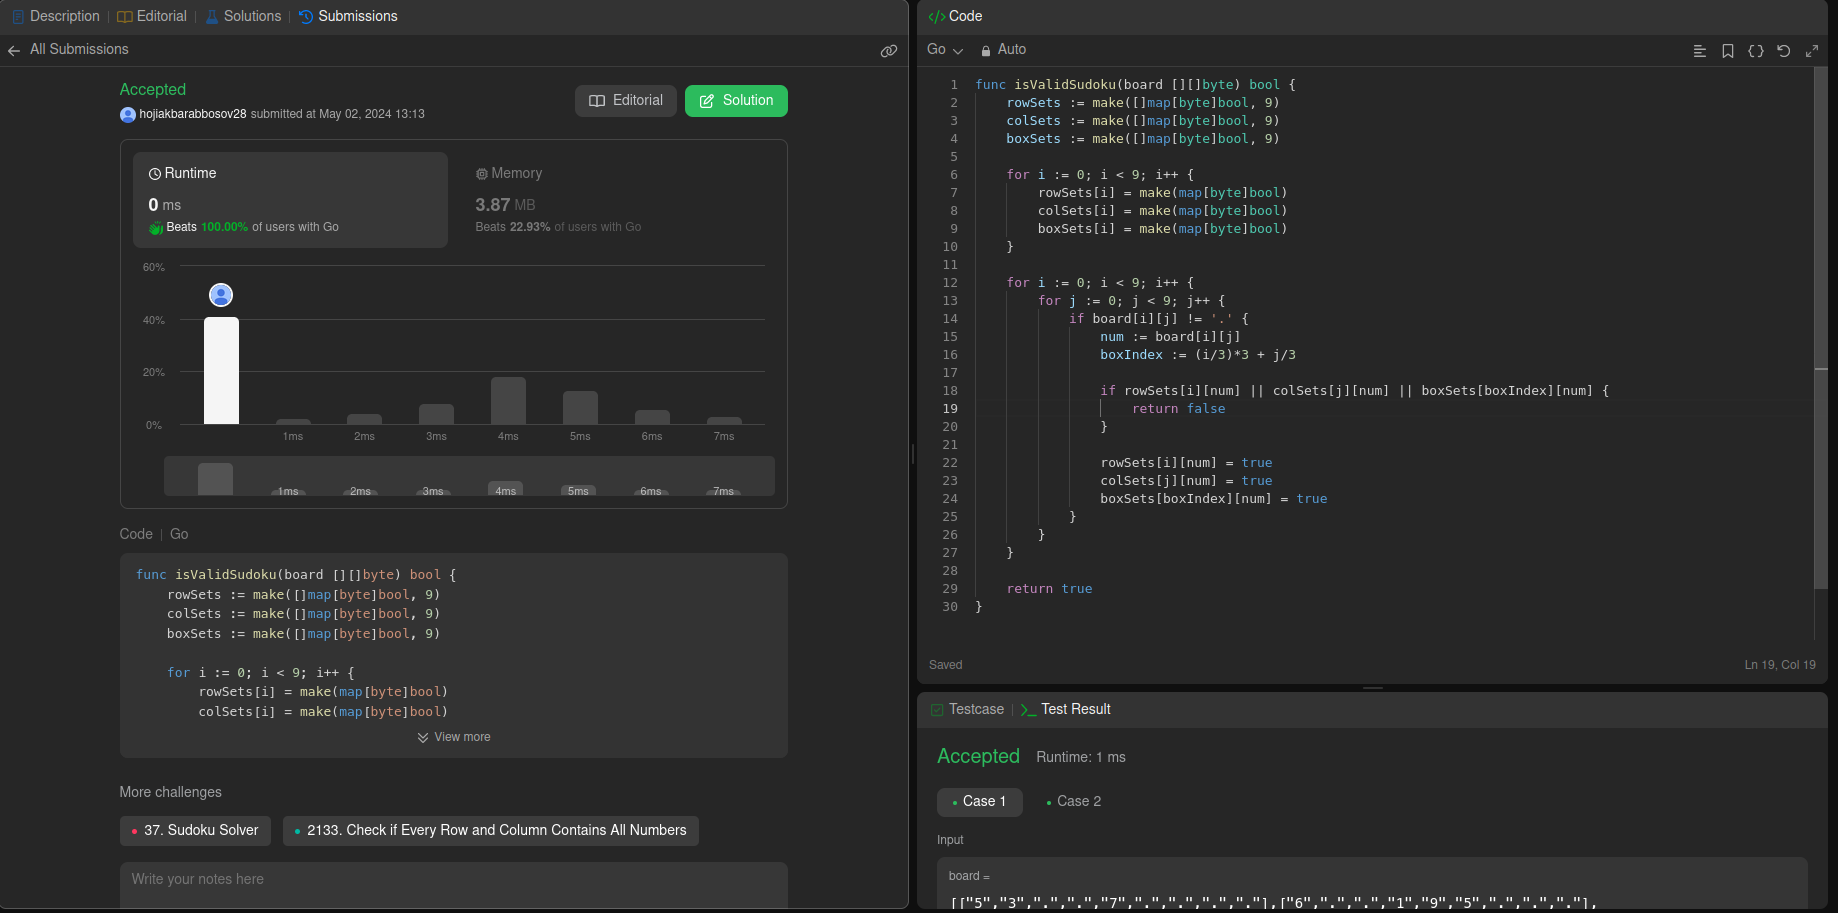 Description | Editorial | Solutions | Submissions
All Submissions
Accepted
hojiakbarabbosov28 submitted at May 02, 2024 13:13
Editorial
Solution
Runtime
0 ms
Beats 100.00% of users with Go
Memory
3.87 MB
Beats 22.93% of users with Go
60%
40%
20%
0%
1ms 2ms 3ms 4ms 5ms 6ms 7ms
1ms 2ms 3ms 4ms 5ms 6ms 7ms
Code | Go
func isValidSudoku(board [][]byte) bool {
    rowSets := make([]map[byte]bool, 9)
    colSets := make([]map[byte]bool, 9)
    boxSets := make([]map[byte]bool, 9)
    for i := 0; i < 9; i++ {
        rowSets[i] = make(map[byte]bool)
        colSets[i] = make(map[byte]bool)
View more
More challenges
37. Sudoku Solver
2133. Check if Every Row and Column Contains All Numbers
Write your notes here
</> Code
Go
Auto
1 func isValidSudoku(board [][]byte) bool {
2     rowSets := make([]map[byte]bool, 9)
3     colSets := make([]map[byte]bool, 9)
4     boxSets := make([]map[byte]bool, 9)
5
6     for i := 0; i < 9; i++ {
7         rowSets[i] = make(map[byte]bool)
8         colSets[i] = make(map[byte]bool)
9         boxSets[i] = make(map[byte]bool)
10     }
11
12     for i := 0; i < 9; i++ {
13         for j := 0; j < 9; j++ {
14             if board[i][j] != '.' {
15                 num := board[i][j]
16                 boxIndex := (i/3)*3 + j/3
17
18                 if rowSets[i][num] || colSets[j][num] || boxSets[boxIndex][num] {
19                     return false
20                 }
21
22                 rowSets[i][num] = true
23                 colSets[j][num] = true
24                 boxSets[boxIndex][num] = true
25             }
26         }
27     }
28
29     return true
30 }
Saved
Ln 19, Col 19
Testcase | >_ Test Result
Accepted Runtime: 1 ms
• Case 1 • Case 2
Input
board =
[["5","3",".",".","7",".",".",".","."],["6",".",".","1","9","5",".",".","."],